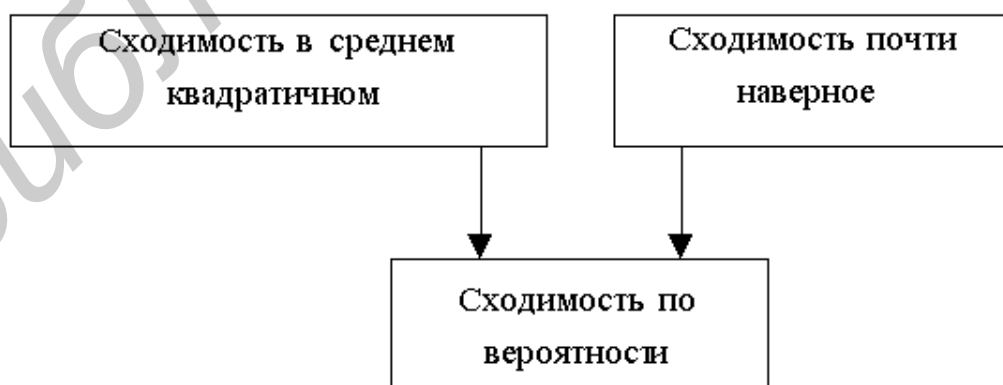 Сходимость в среднем
квадратичном
Сходимость почти
наверное
Сходимость по
вероятности